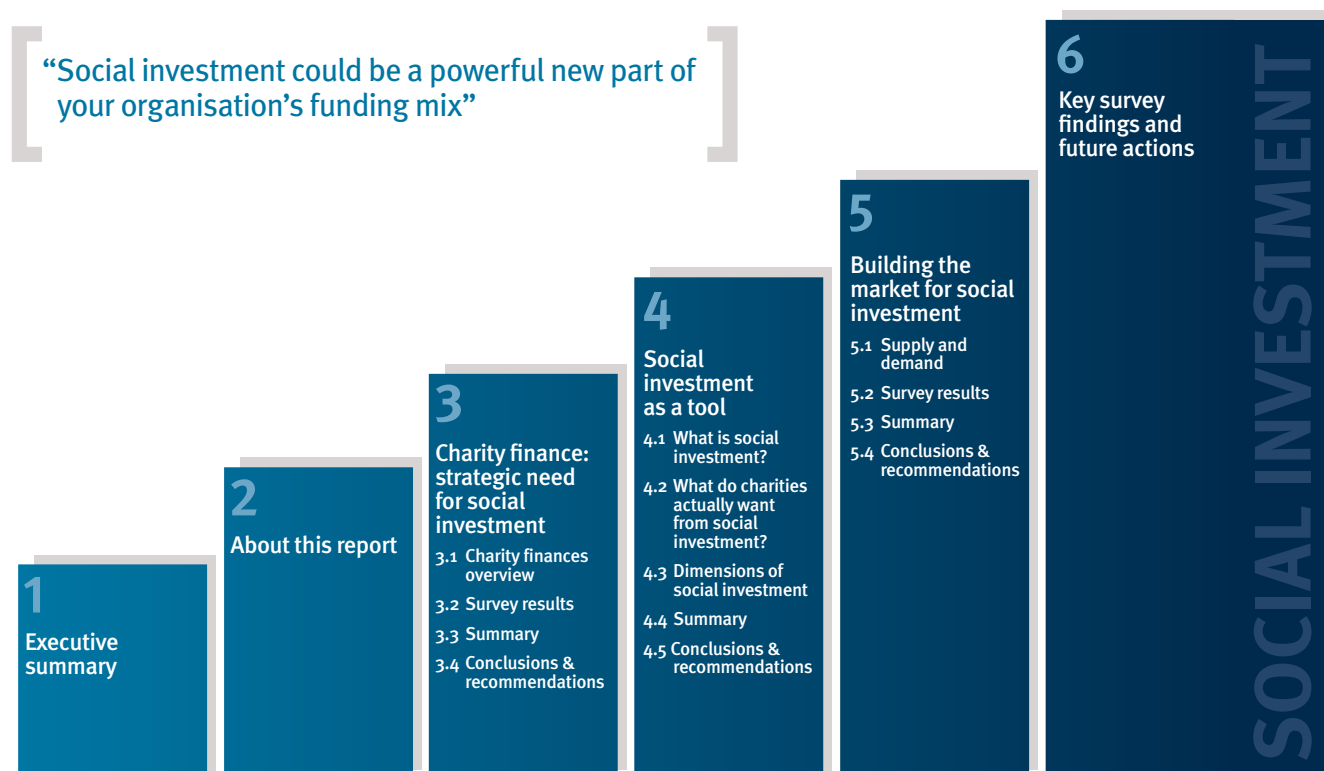 “Social investment could be a powerful new part of
your organisation’s funding mix”
1
Executive
summary
2
About this report
3
Charity finance:
strategic need
for social
investment
3.1 Charity finances
overview
3.2 Survey results
3.3 Summary
3.4 Conclusions &
recommendations
4
Social
investment
as a tool
4.1 What is social
investment?
4.2 What do charities
actually want
from social
investment?
4.3 Dimensions of
social investment
4.4 Summary
4.5 Conclusions &
recommendations
5
Building the
market for social
investment
5.1 Supply and
demand
5.2 Survey results
5.3 Summary
5.4 Conclusions &
recommendations
6
Key survey
findings and
future actions
SOCIAL INVESTMENT